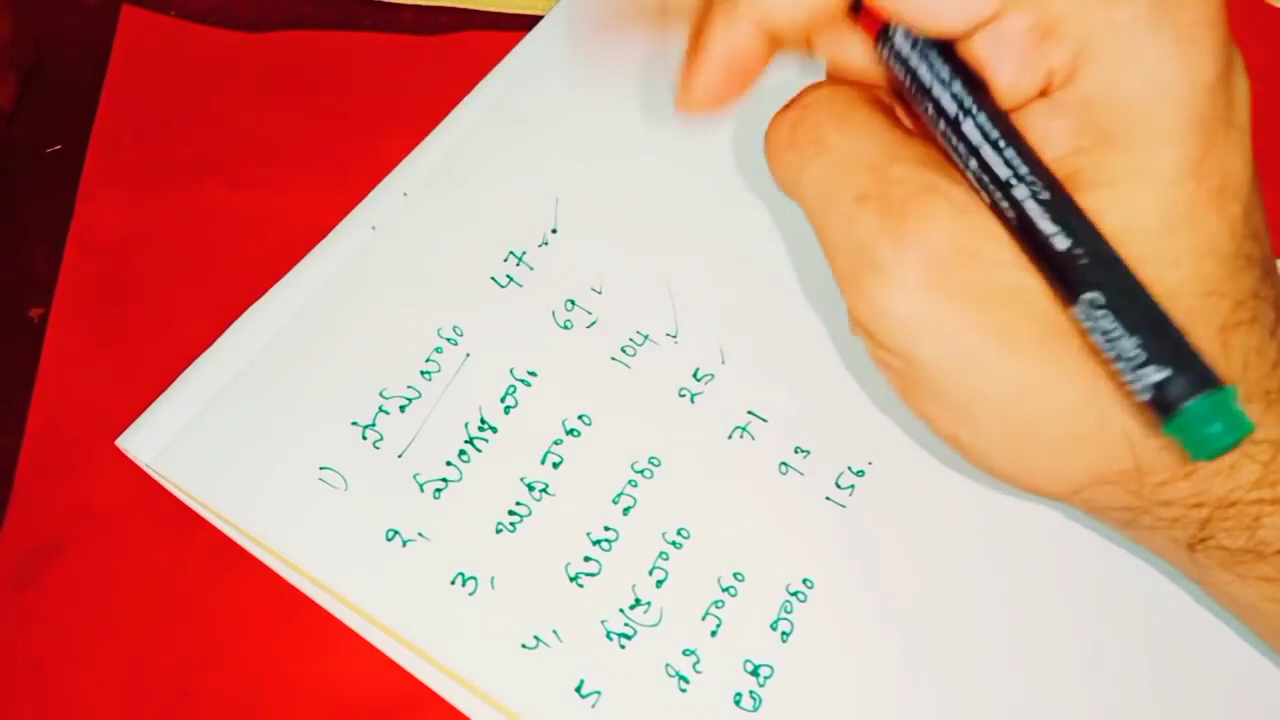 1) సోమవారం 47
2, మంగళవారం 69
3, బుధవారం 104
4, గురువారం 25
5 శుక్రవారం 71
శనివారం 93
ఆదివారం 156.